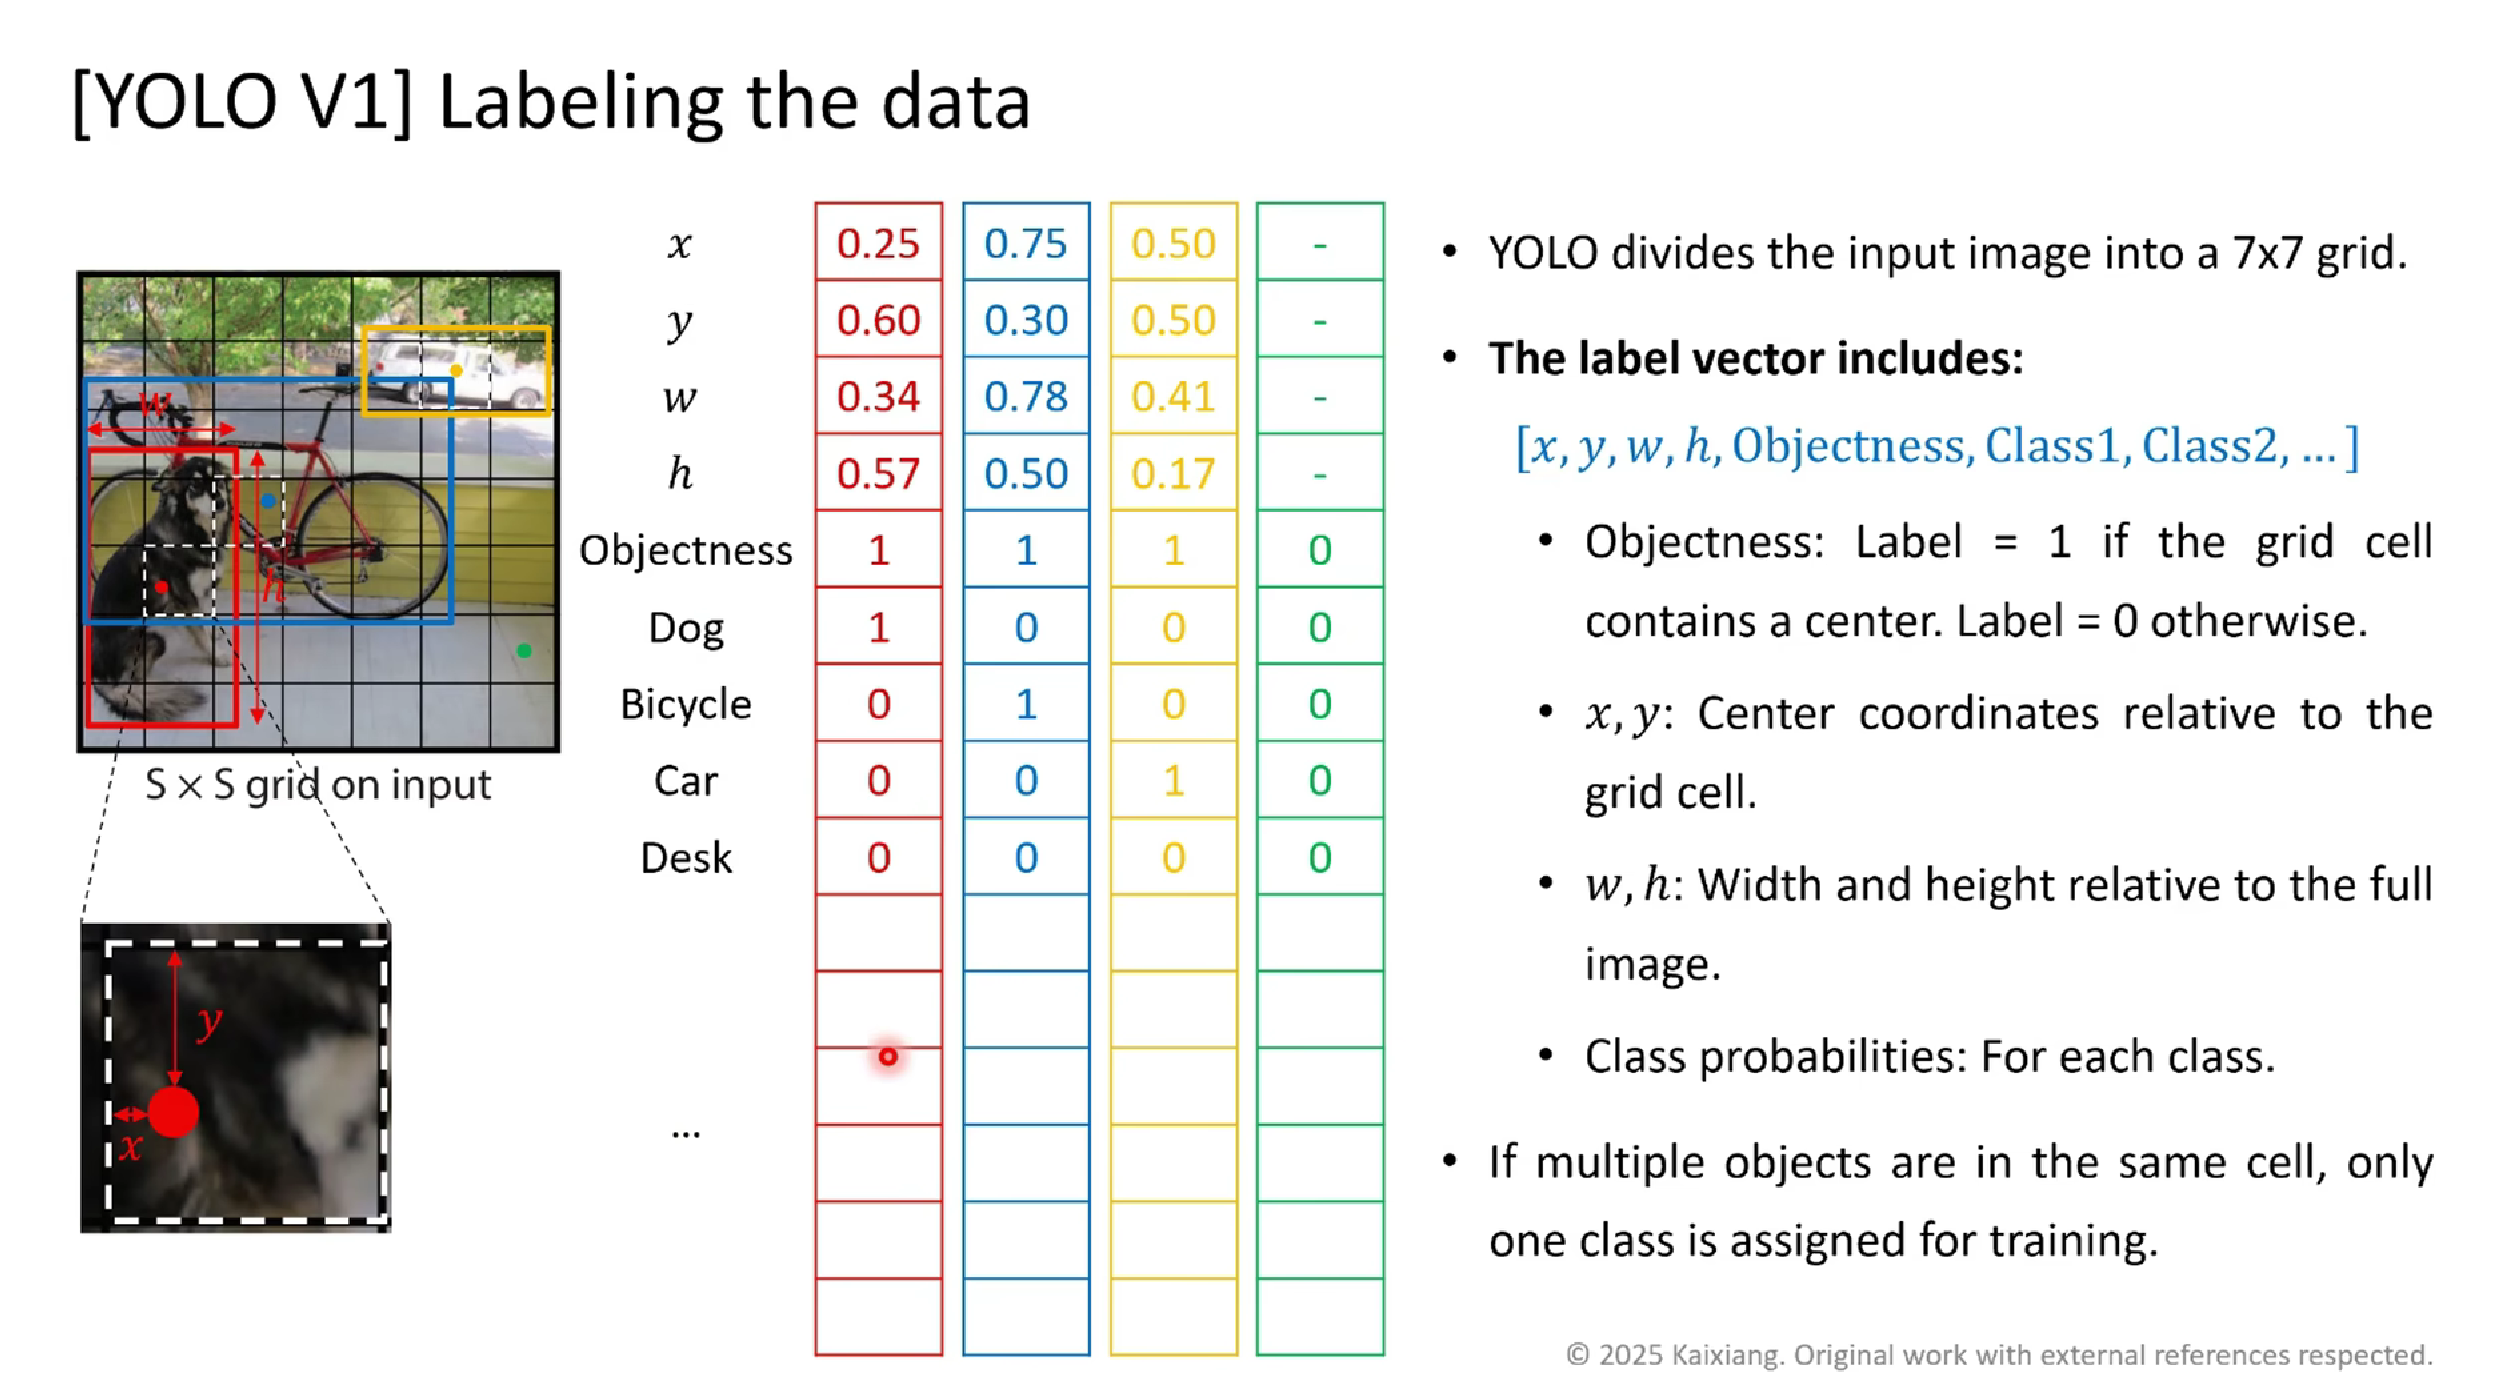 [YOLO V1] Labeling the data
w
h
S × S grid on input
y
x
x 0.25 0.75 0.50 -
y 0.60 0.30 0.50 -
w 0.34 0.78 0.41 -
h 0.57 0.50 0.17 -
Objectness 1 1 1 0
Dog 1 0 0 0
Bicycle 0 1 0 0
Car 0 0 1 0
Desk 0 0 0 0
...
• YOLO divides the input image into a 7x7 grid.
• The label vector includes:
[x, y, w, h, Objectness, Class1, Class2, … ]
• Objectness: Label = 1 if the grid cell
contains a center. Label = 0 otherwise.
• x, y: Center coordinates relative to the
grid cell.
• w, h: Width and height relative to the full
image.
• Class probabilities: For each class.
• If multiple objects are in the same cell, only
one class is assigned for training.
© 2025 Kaixiang. Original work with external references respected.